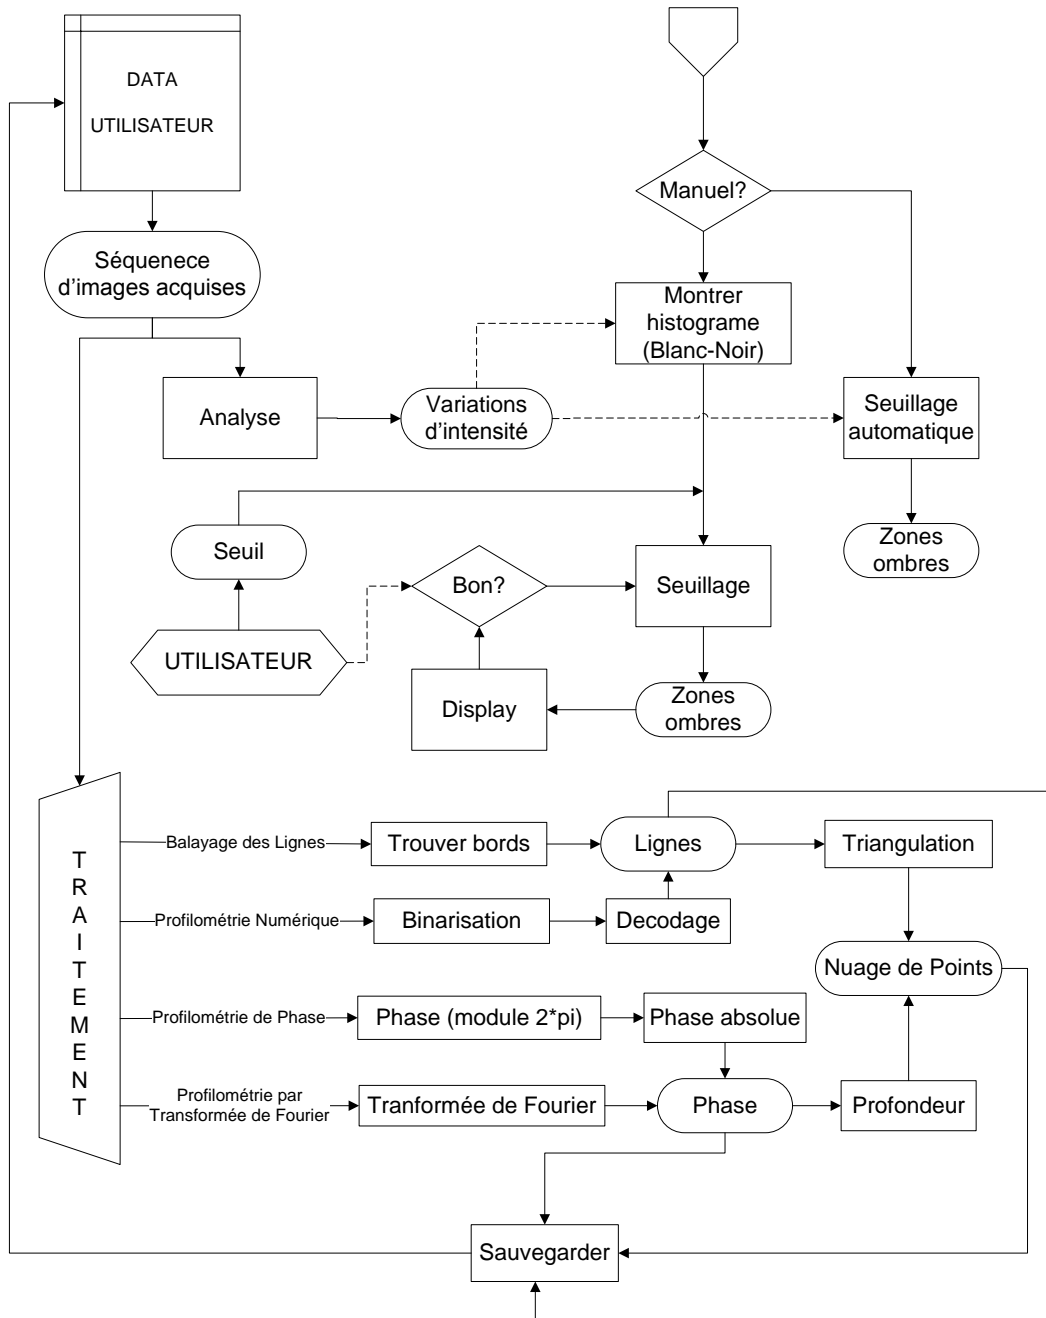 DATA
UTILISATEUR
Séquenece
d'images acquises
Manuel?
Montrer
histograme
(Blanc-Noir)
Analyse
Variations
d'intensité
Seuillage
automatique
Zones
ombres
Seuil
Bon?
Seuillage
UTILISATEUR
Display
Zones
ombres
TRAITEMENT
Balayage des Lignes
Trouver bords
Lignes
Triangulation
Profilométrie Numérique
Binarisation
Decodage
Nuage de Points
Profilométrie de Phase
Phase (module 2*pi)
Phase absolue
Profilométrie par
Transformée de Fourier
Tranformée de Fourier
Phase
Profondeur
Sauvegarder